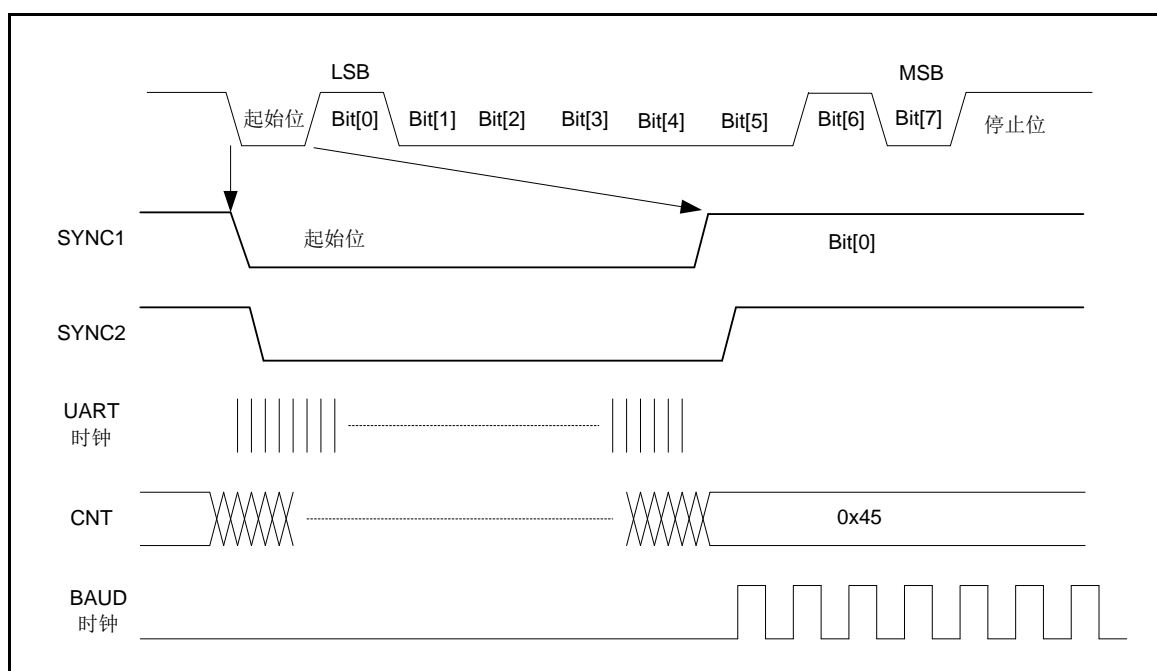 LSB MSB
起始位 Bit[0] Bit[1] Bit[2] Bit[3] Bit[4] Bit[5] Bit[6] Bit[7] 停止位
SYNC1 起始位 Bit[0]
SYNC2
UART
时钟
CNT 0x45
BAUD
时钟